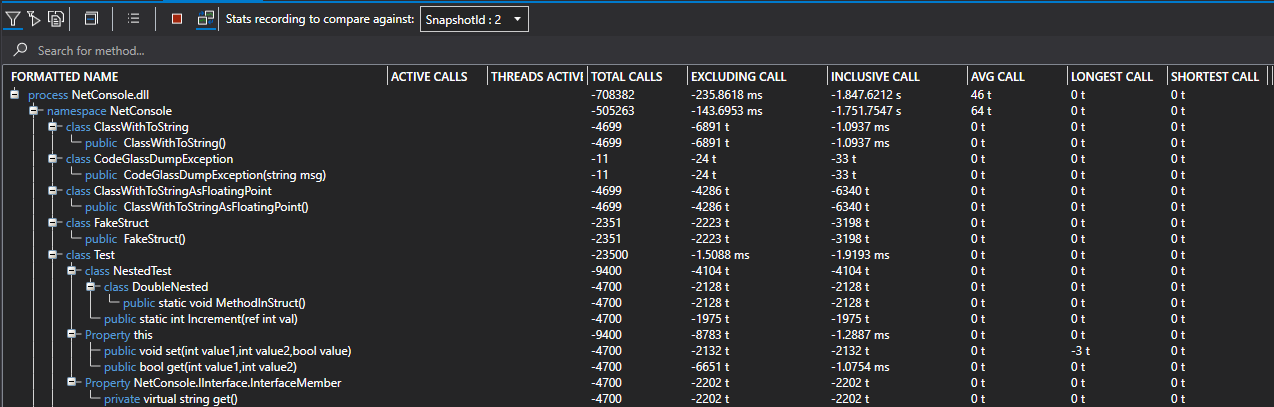 Stats recording to compare against: SnapshotId : 2
Search for method...
FORMATTED NAME ACTIVE CALLS THREADS ACTIVE TOTAL CALLS EXCLUDING CALL INCLUSIVE CALL AVG CALL LONGEST CALL SHORTEST CALL
process NetConsole.dll -708382 -235.8618 ms -1.847.6212 s 46 t 0 t 0 t
namespace NetConsole -505263 -143.6953 ms -1.751.7547 s 64 t 0 t 0 t
class ClassWithToString -4699 -6891 t -1.0937 ms 0 t 0 t 0 t
public ClassWithToString() -4699 -6891 t -1.0937 ms 0 t 0 t 0 t
class CodeGlassDumpException -11 -24 t -33 t 0 t 0 t 0 t
public CodeGlassDumpException(string msg) -11 -24 t -33 t 0 t 0 t 0 t
class ClassWithToStringAsFloatingPoint -4699 -4286 t -6340 t 0 t 0 t 0 t
public ClassWithToStringAsFloatingPoint() -4699 -4286 t -6340 t 0 t 0 t 0 t
class FakeStruct -2351 -2223 t -3198 t 0 t 0 t 0 t
public FakeStruct() -2351 -2223 t -3198 t 0 t 0 t 0 t
class Test -23500 -1.5088 ms -1.9193 ms 0 t 0 t 0 t
class NestedTest -9400 -4104 t -4104 t 0 t 0 t 0 t
class DoubleNested -4700 -2128 t -2128 t 0 t 0 t 0 t
public static void MethodInStruct() -4700 -2128 t -2128 t 0 t 0 t 0 t
public static int Increment(ref int val) -4700 -1975 t -1975 t 0 t 0 t 0 t
Property this -9400 -8783 t -1.2887 ms 0 t 0 t 0 t
public void set(int value1,int value2,bool value) -4700 -2132 t -2132 t 0 t -3 t 0 t
public bool get(int value1,int value2) -4700 -6651 t -1.0754 ms 0 t 0 t 0 t
Property NetConsole.IInterface.InterfaceMember -4700 -2202 t -2202 t 0 t 0 t 0 t
private virtual string get() -4700 -2202 t -2202 t 0 t 0 t 0 t